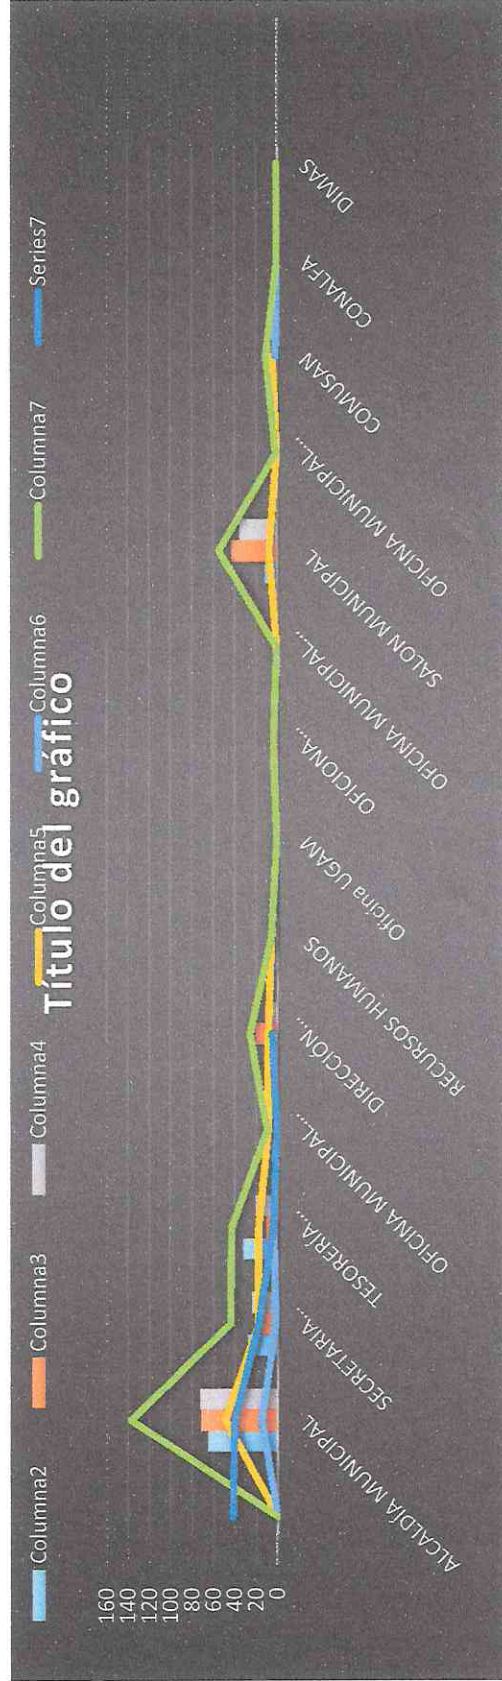 Columna2 Columna3 Columna4 Columna5 Columna6 Columna7 Series7
Título del gráfico
160
140
120
100
80
60
40
20
0
ALCALDÍA MUNICIPAL
SECRETARIA...
TESORERÍA...
OFICINA MUNICIPAL...
DIRECCIÓN...
RECURSOS HUMANOS
Oficina UGAM
OFICIONA...
OFICINA MUNICIPAL...
SALON MUNICIPAL
OFICINA MUNICIPAL...
COMUSAN
CONALFA
DIMAS